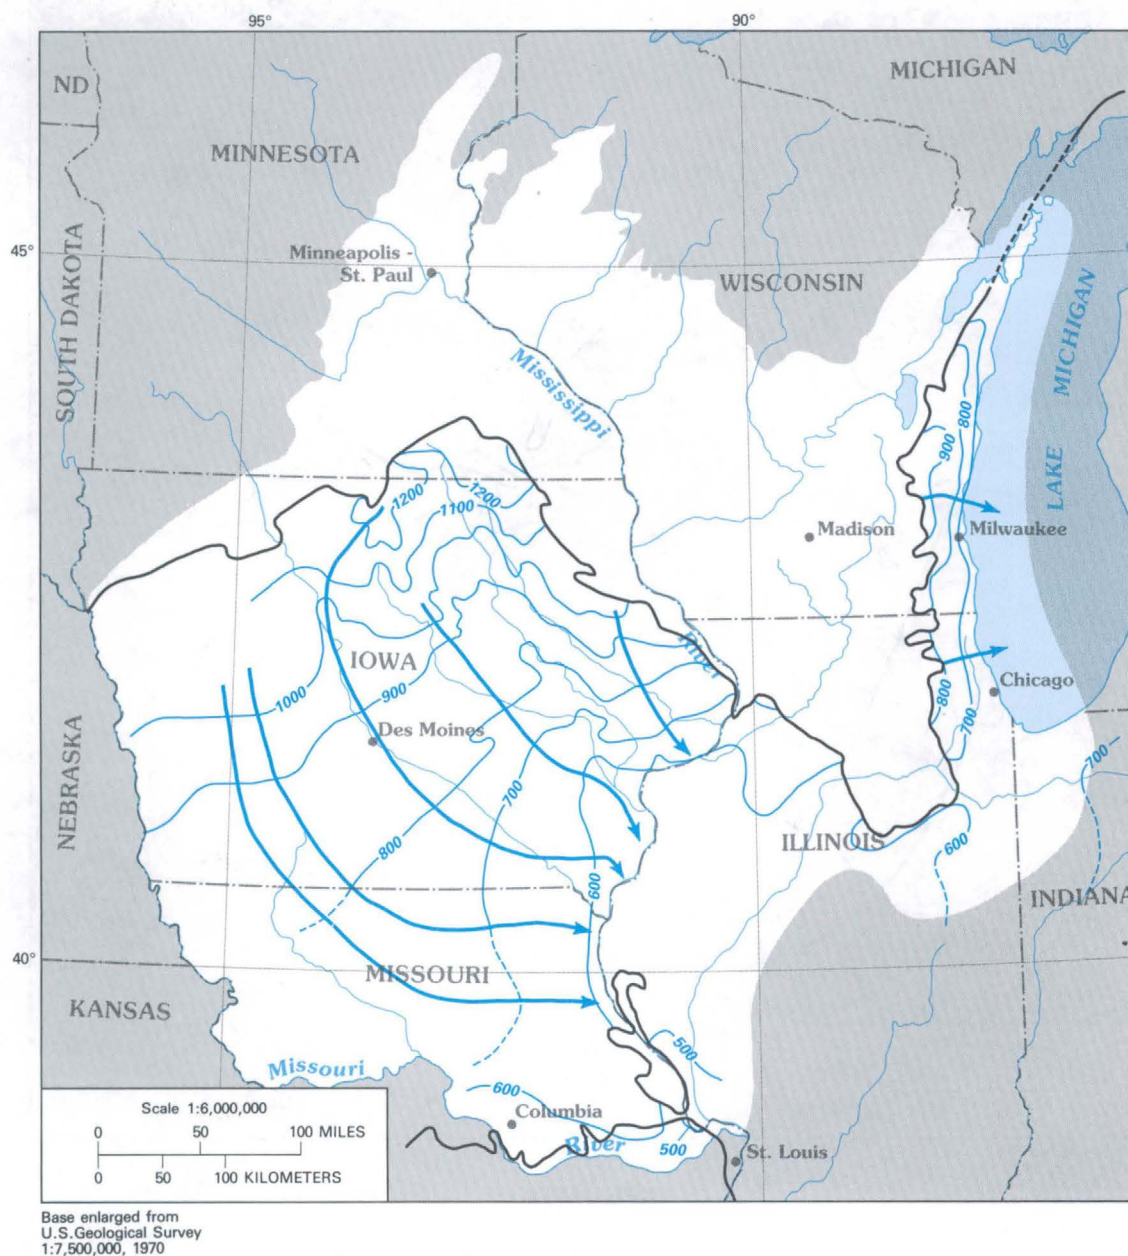 95°
90°
ND
MICHIGAN
MINNESOTA
SOUTH DAKOTA
45°
Minneapolis -
St. Paul
WISCONSIN
LAKE MICHIGAN
Mississippi
River
800
900
1200
1200
1100
Madison
Milwaukee
IOWA
1000
900
Chicago
800
700
Des Moines
NEBRASKA
700
700
800
ILLINOIS
600
600
INDIANA
40°
MISSOURI
KANSAS
500
Missouri
600
Columbia
River
500
St. Louis
Scale 1:6,000,000
0 50 100 MILES
0 50 100 KILOMETERS
Base enlarged from
U.S. Geological Survey
1:7,500,000, 1970